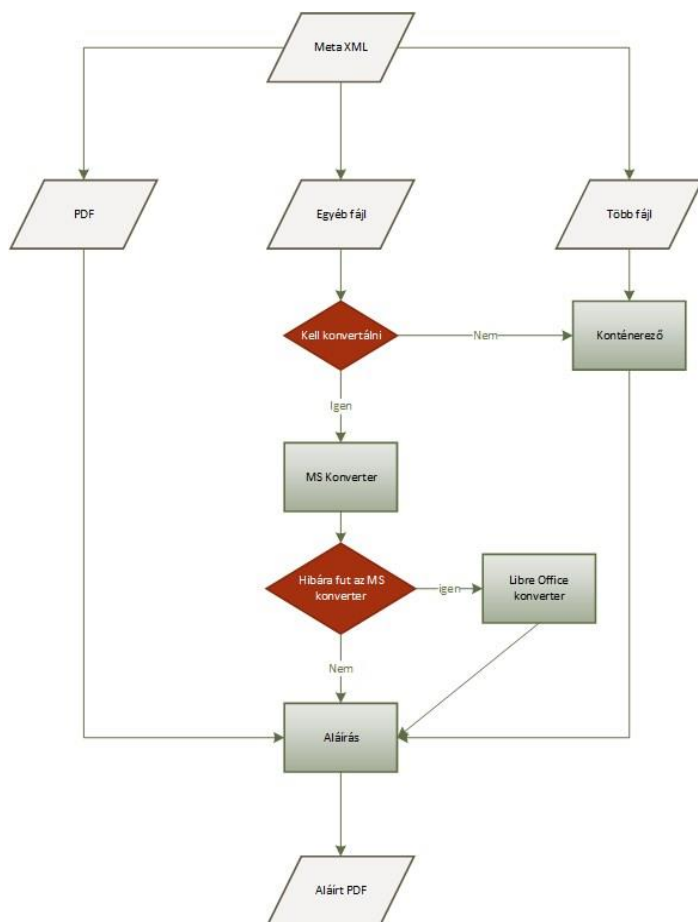 Meta XML
PDF
Egyéb fájl
Több fájl
Kell konvertálni
Nem
Konténerező
Igen
MS Konverter
Hibára fut az MS
konverter
igen
Libre Office
konverter
Nem
Aláírás
Aláírt PDF